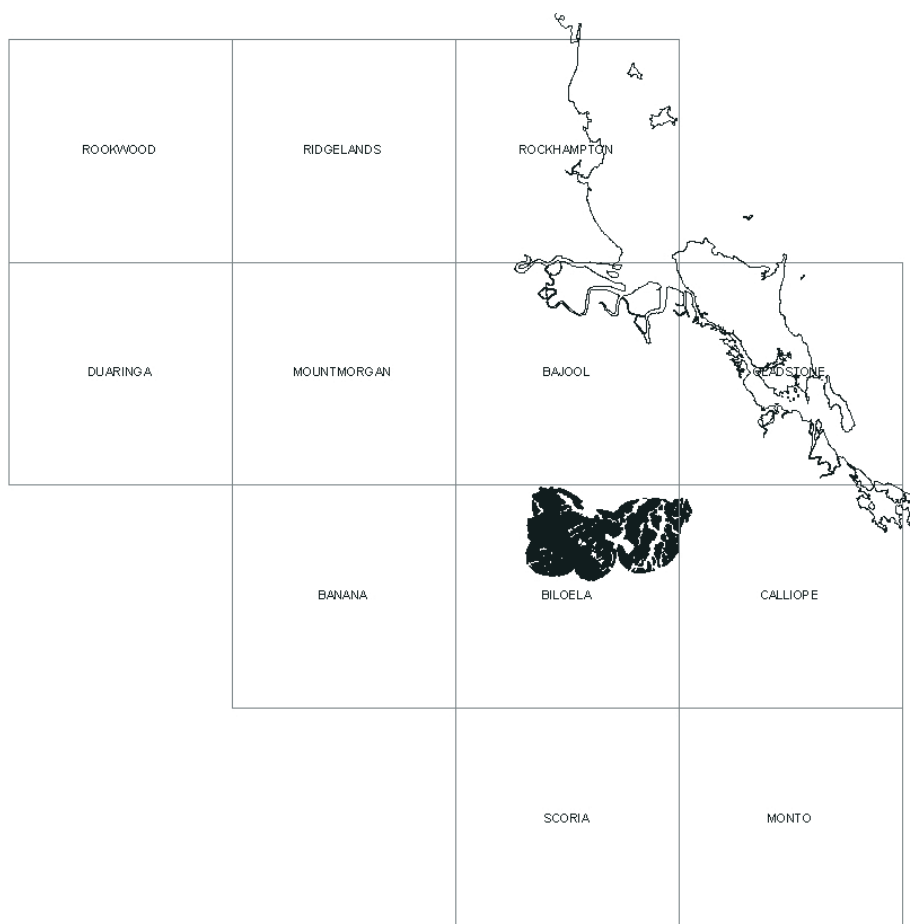 ROOKWOOD
RIDGELANDS
ROCKHAMPTON
DUARINGA
MOUNTMORGAN
BAJOOL
GLADSTONE
BANANA
BILOELA
CALLIOPE
SCORIA
MONTO